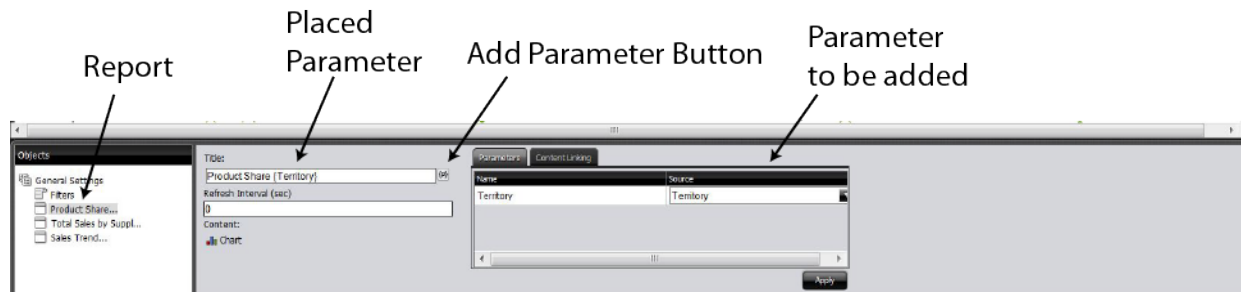 Report
Placed
Parameter
Add Parameter Button
Parameter
to be added
Objects
General Settings
Filters
Product Share...
Total Sales by Suppl...
Sales Trend...
Title:
Product Share {Territory}
Refresh Interval (sec)
0
Content:
Chart
Parameters Content Linking
Name Source
Territory Territory
Apply